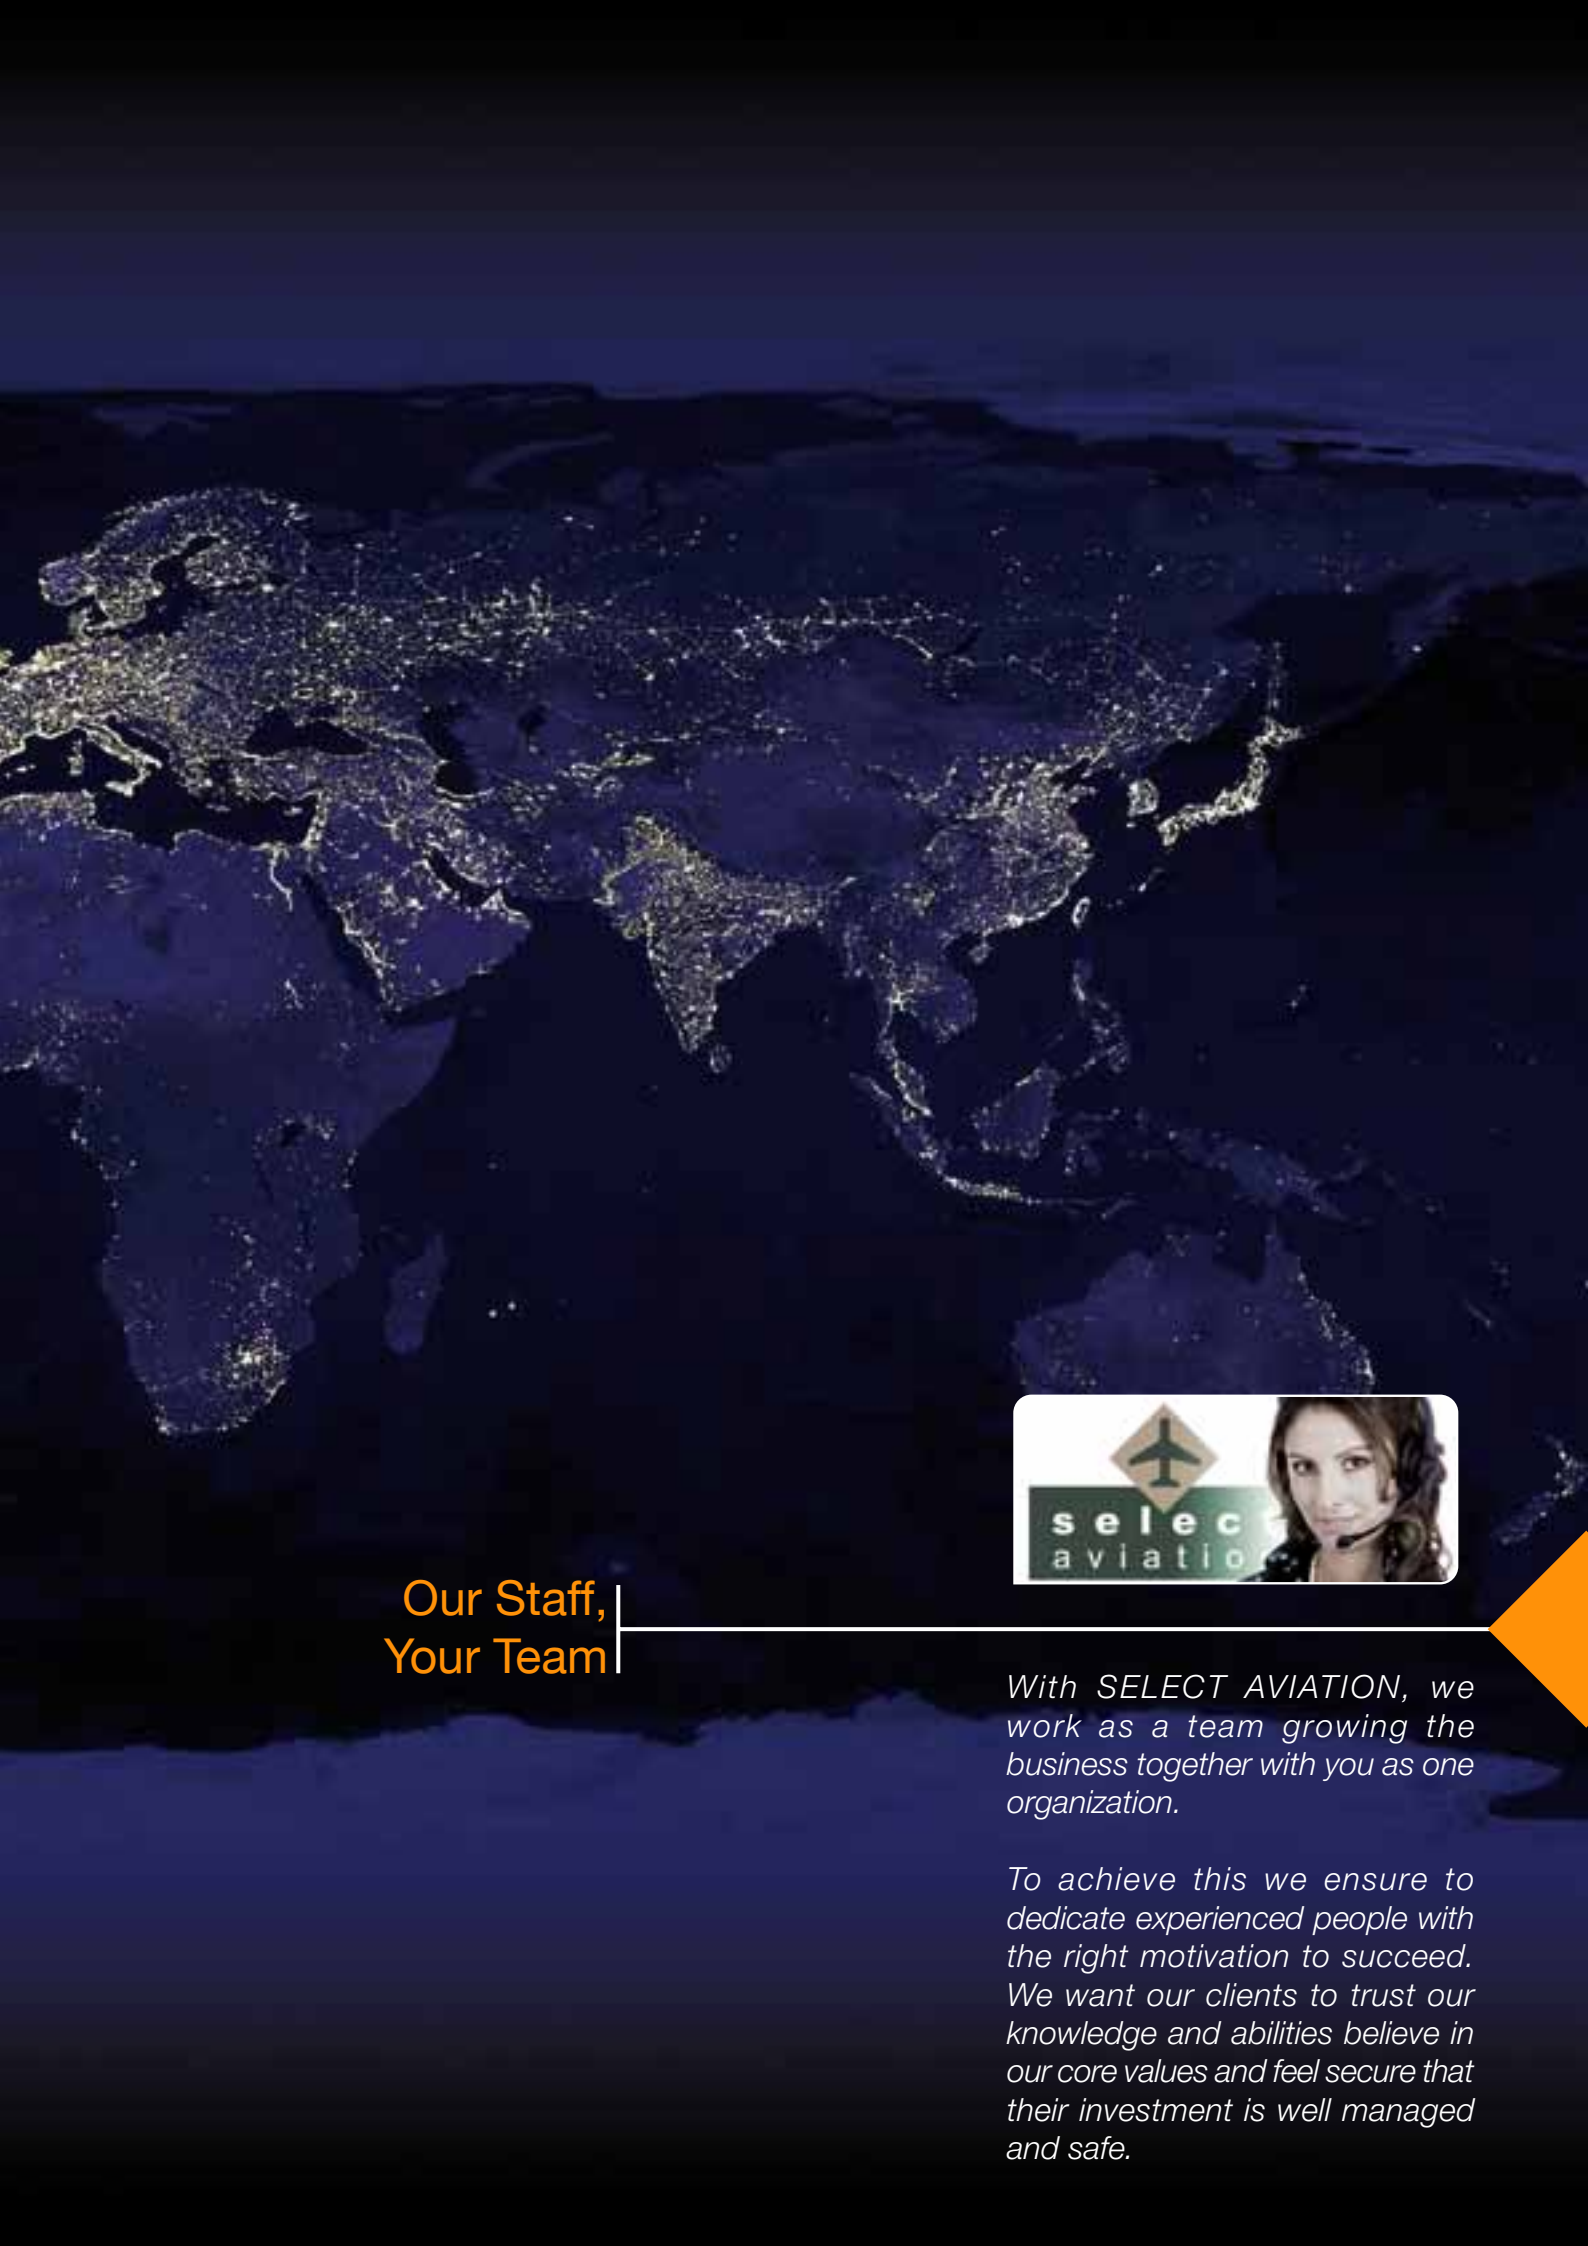 select
aviatio
Our Staff,
Your Team
With SELECT AVIATION, we
work as a team growing the
business together with you as one
organization.
To achieve this we ensure to
dedicate experienced people with
the right motivation to succeed.
We want our clients to trust our
knowledge and abilities believe in
our core values and feel secure that
their investment is well managed
and safe.